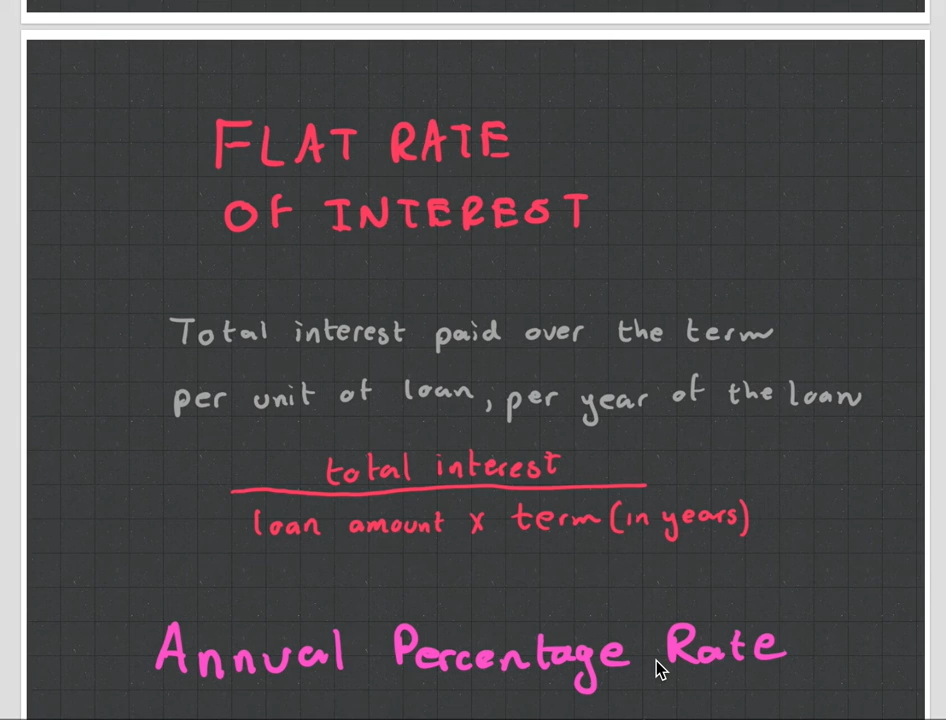 FLAT RATE
OF INTEREST
Total interest paid over the term
per unit of loan, per year of the loan
total interest
loan amount x term (in years)
Annual Percentage Rate